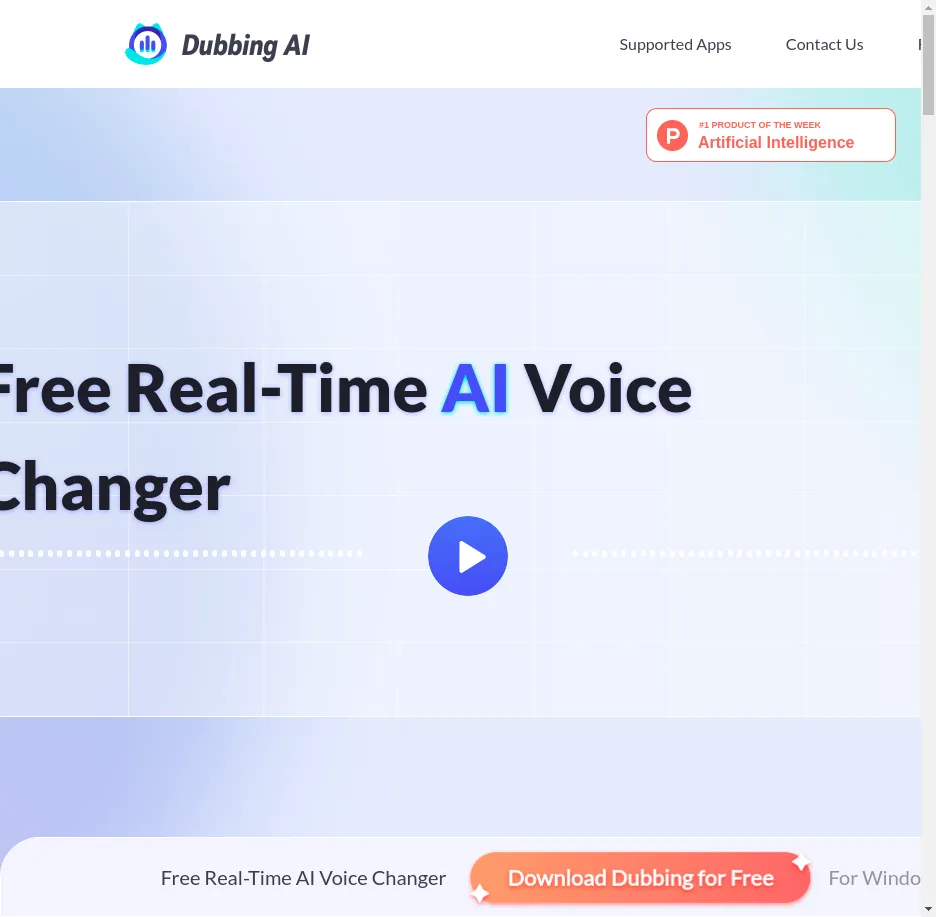 Dubbing AI
Supported Apps
Contact Us
#1 PRODUCT OF THE WEEK
Artificial Intelligence
Free Real-Time AI Voice
Changer
Free Real-Time AI Voice Changer
Download Dubbing for Free
For Windo